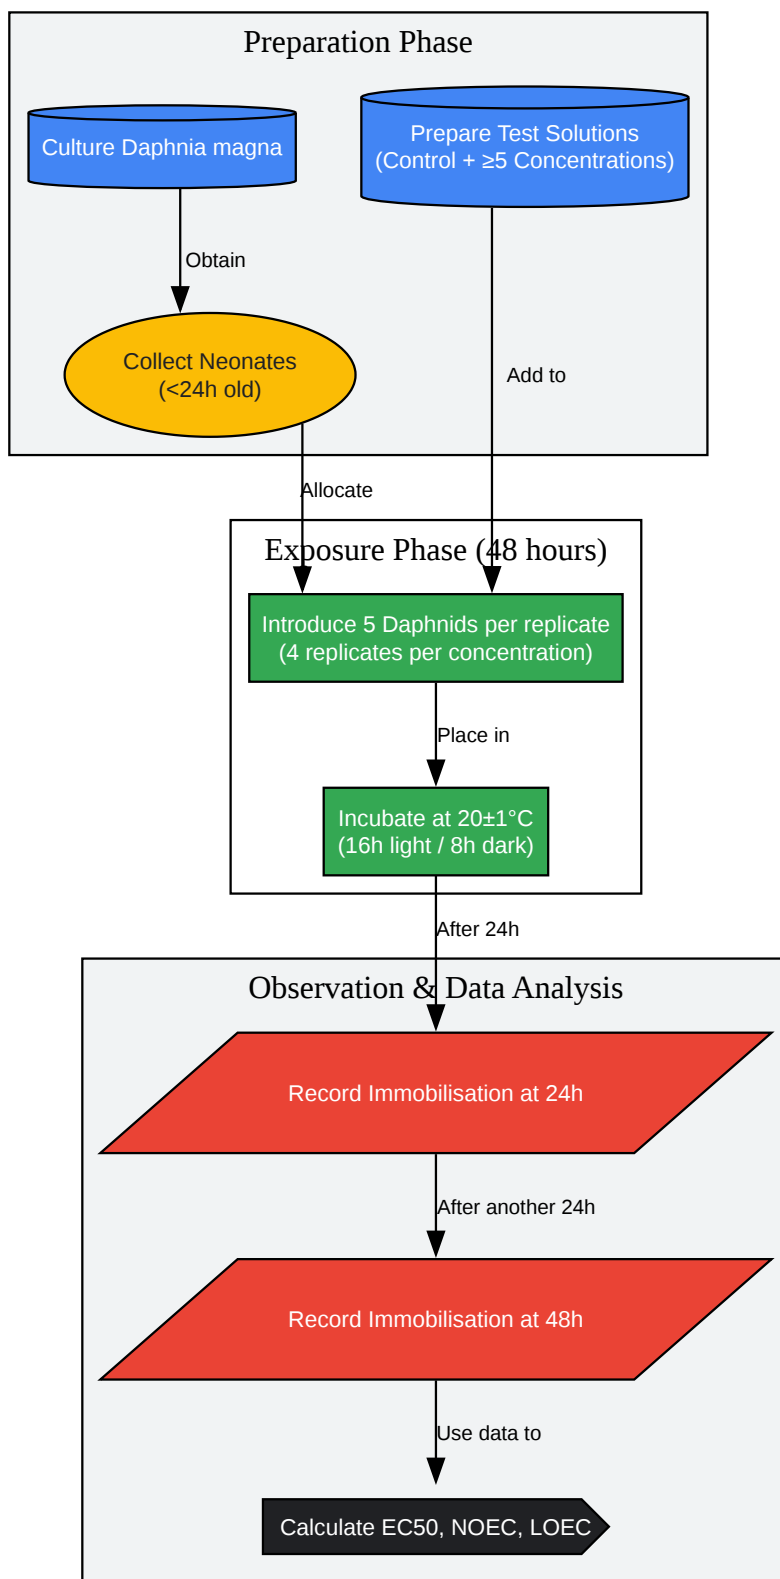 Preparation Phase
Culture Daphnia magna
Prepare Test Solutions
(Control + ≥5 Concentrations)
Obtain
Collect Neonates
(<24h old)
Add to
Allocate
Exposure Phase (48 hours)
Introduce 5 Daphnids per replicate
(4 replicates per concentration)
Place in
Incubate at 20±1°C
(16h light / 8h dark)
After 24h
Observation & Data Analysis
Record Immobilisation at 24h
After another 24h
Record Immobilisation at 48h
Use data to
Calculate EC50, NOEC, LOEC